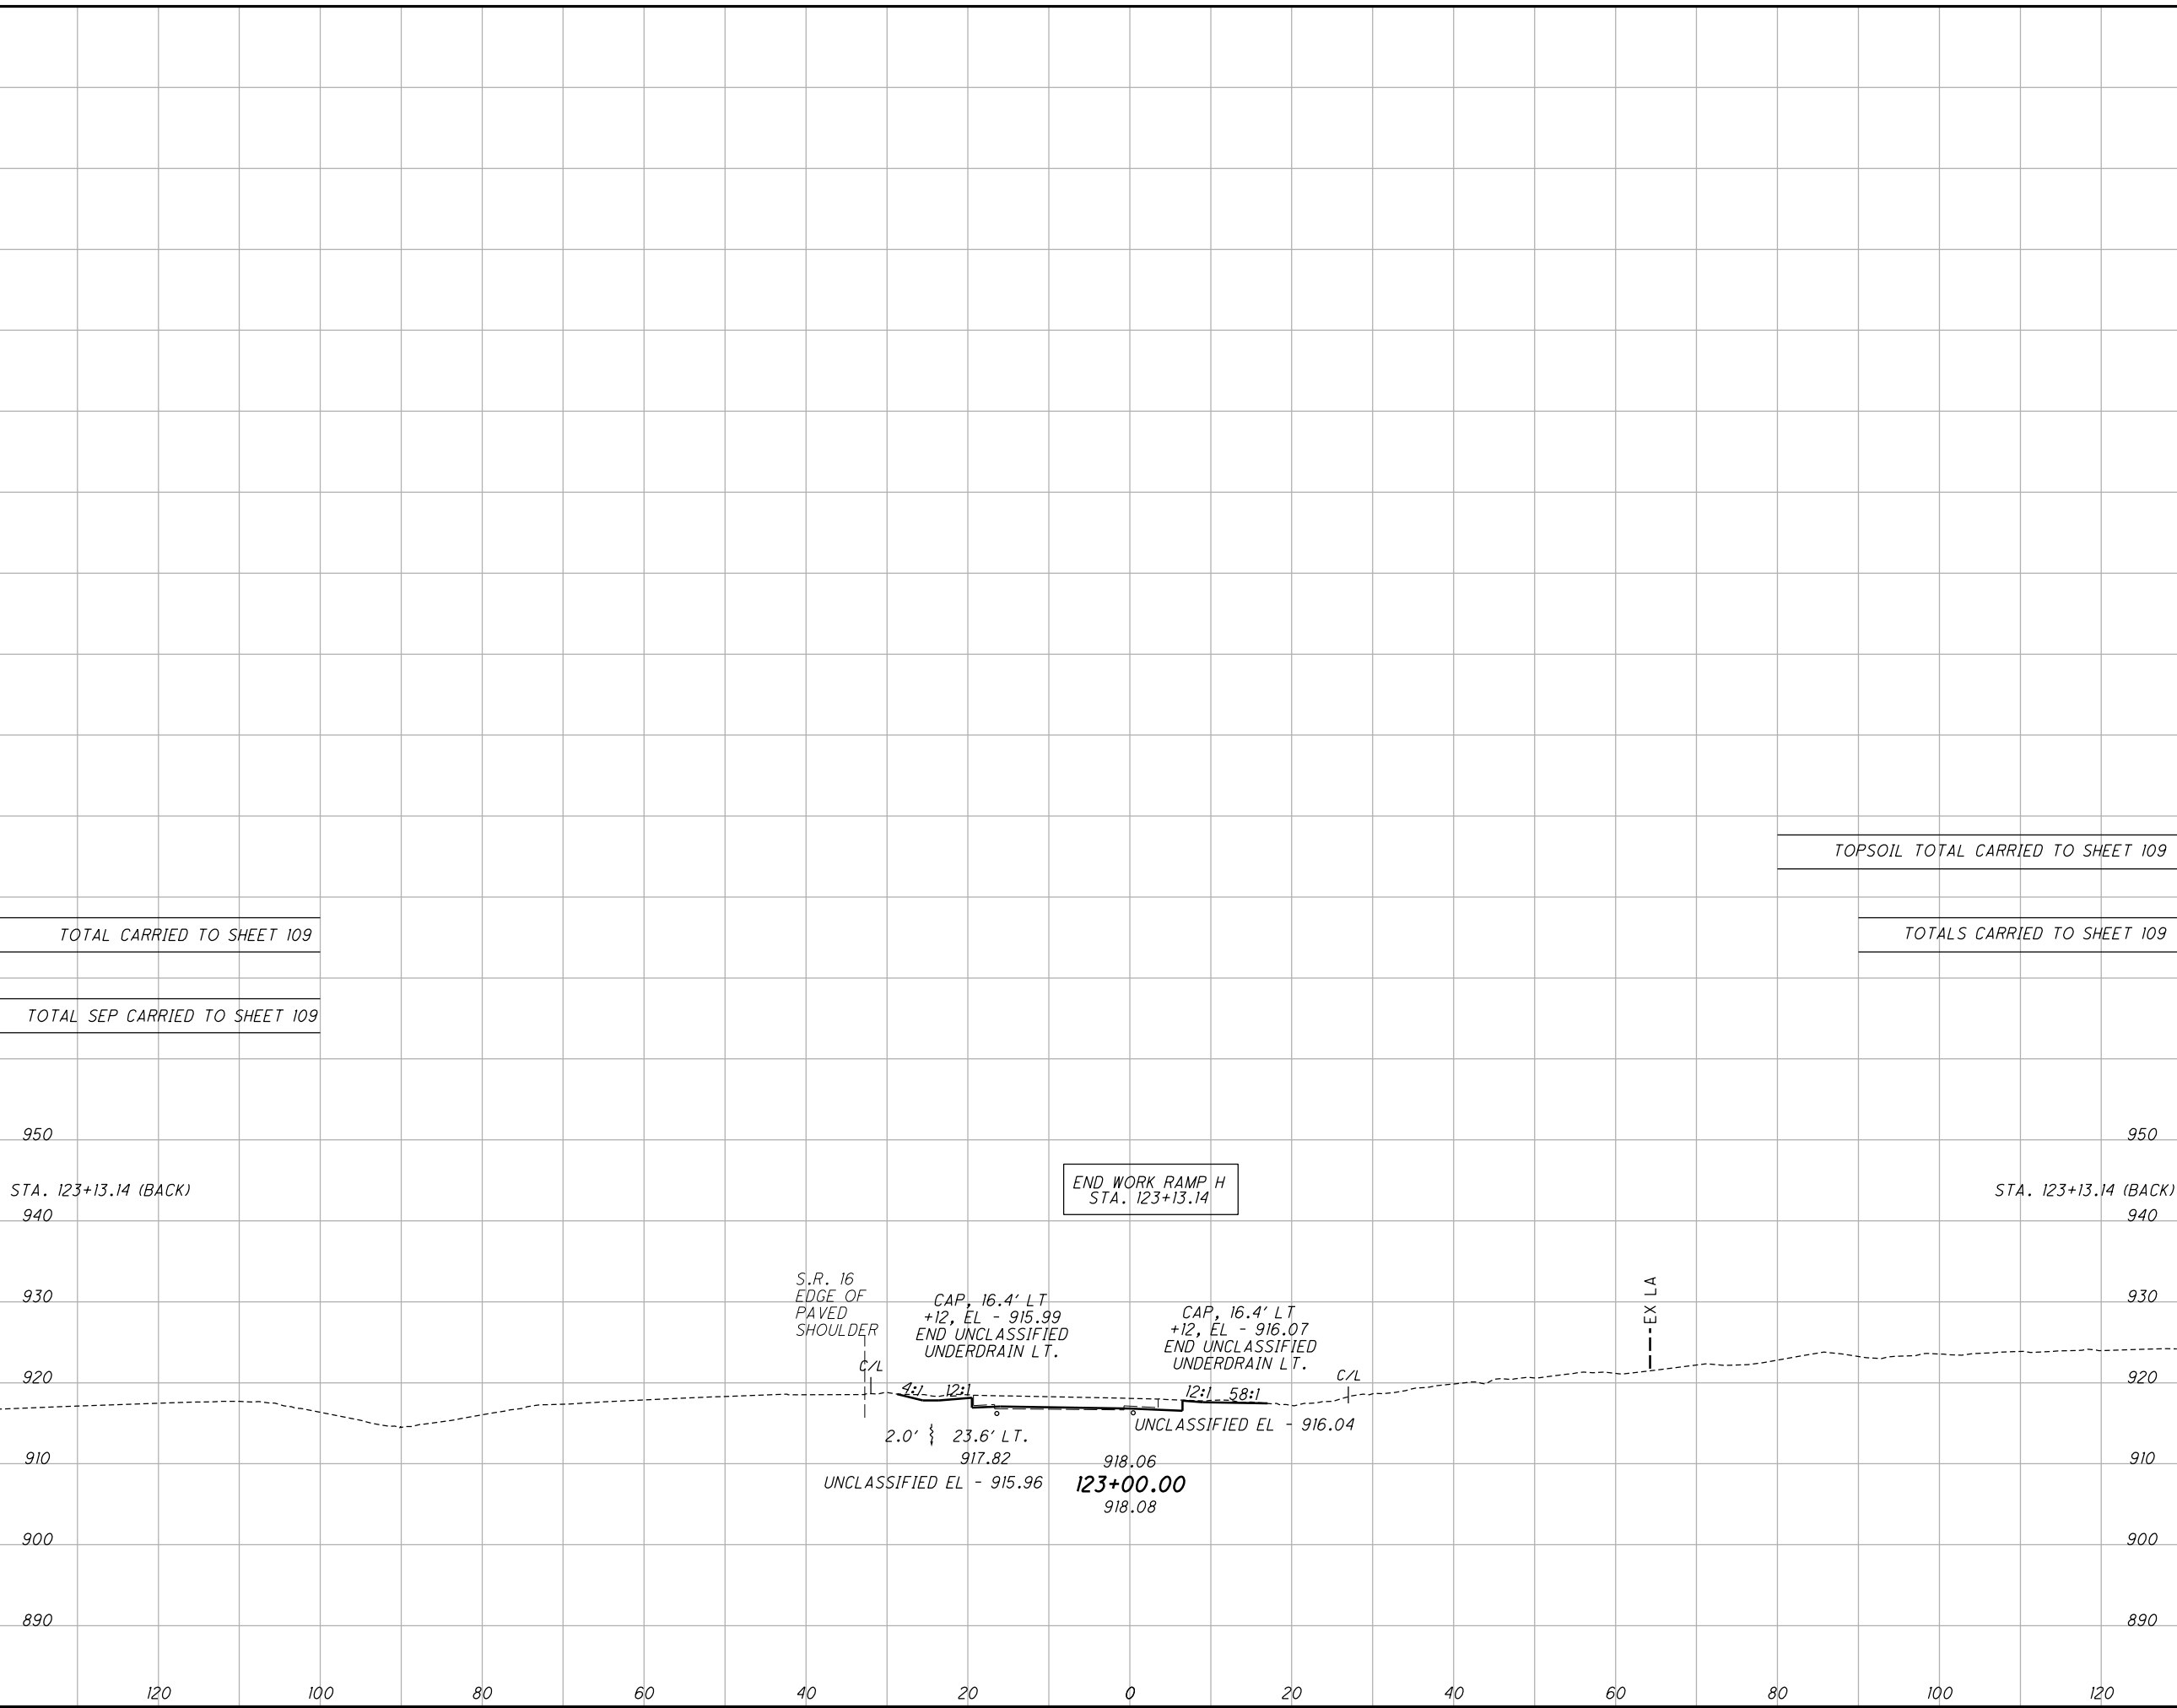 TOPSOIL TOTAL CARRIED TO SHEET 109
TOTAL CARRIED TO SHEET 109
TOTALS CARRIED TO SHEET 109
TOTAL SEP CARRIED TO SHEET 109
950
950
STA. 123+13.14 (BACK)
END WORK RAMP H
STA. 123+13.14
STA. 123+13.14 (BACK)
940
940
930
930
S.R. 16
EDGE OF
PAVED
SHOULDER
C/L
CAP, 16.4' LT
+12, EL - 915.99
END UNCLASSIFIED
UNDERDRAIN LT.
CAP, 16.4' LT
+12, EL - 916.07
END UNCLASSIFIED
UNDERDRAIN LT.
C/L
EX LA
920
920
4:1
12:1
12:1
58:1
UNCLASSIFIED EL - 916.04
2.0' 23.6' LT.
917.82
910
918.06
910
UNCLASSIFIED EL - 915.96
123+00.00
918.08
900
900
890
890
120 100 80 60 40 20 0 20 40 60 80 100 120